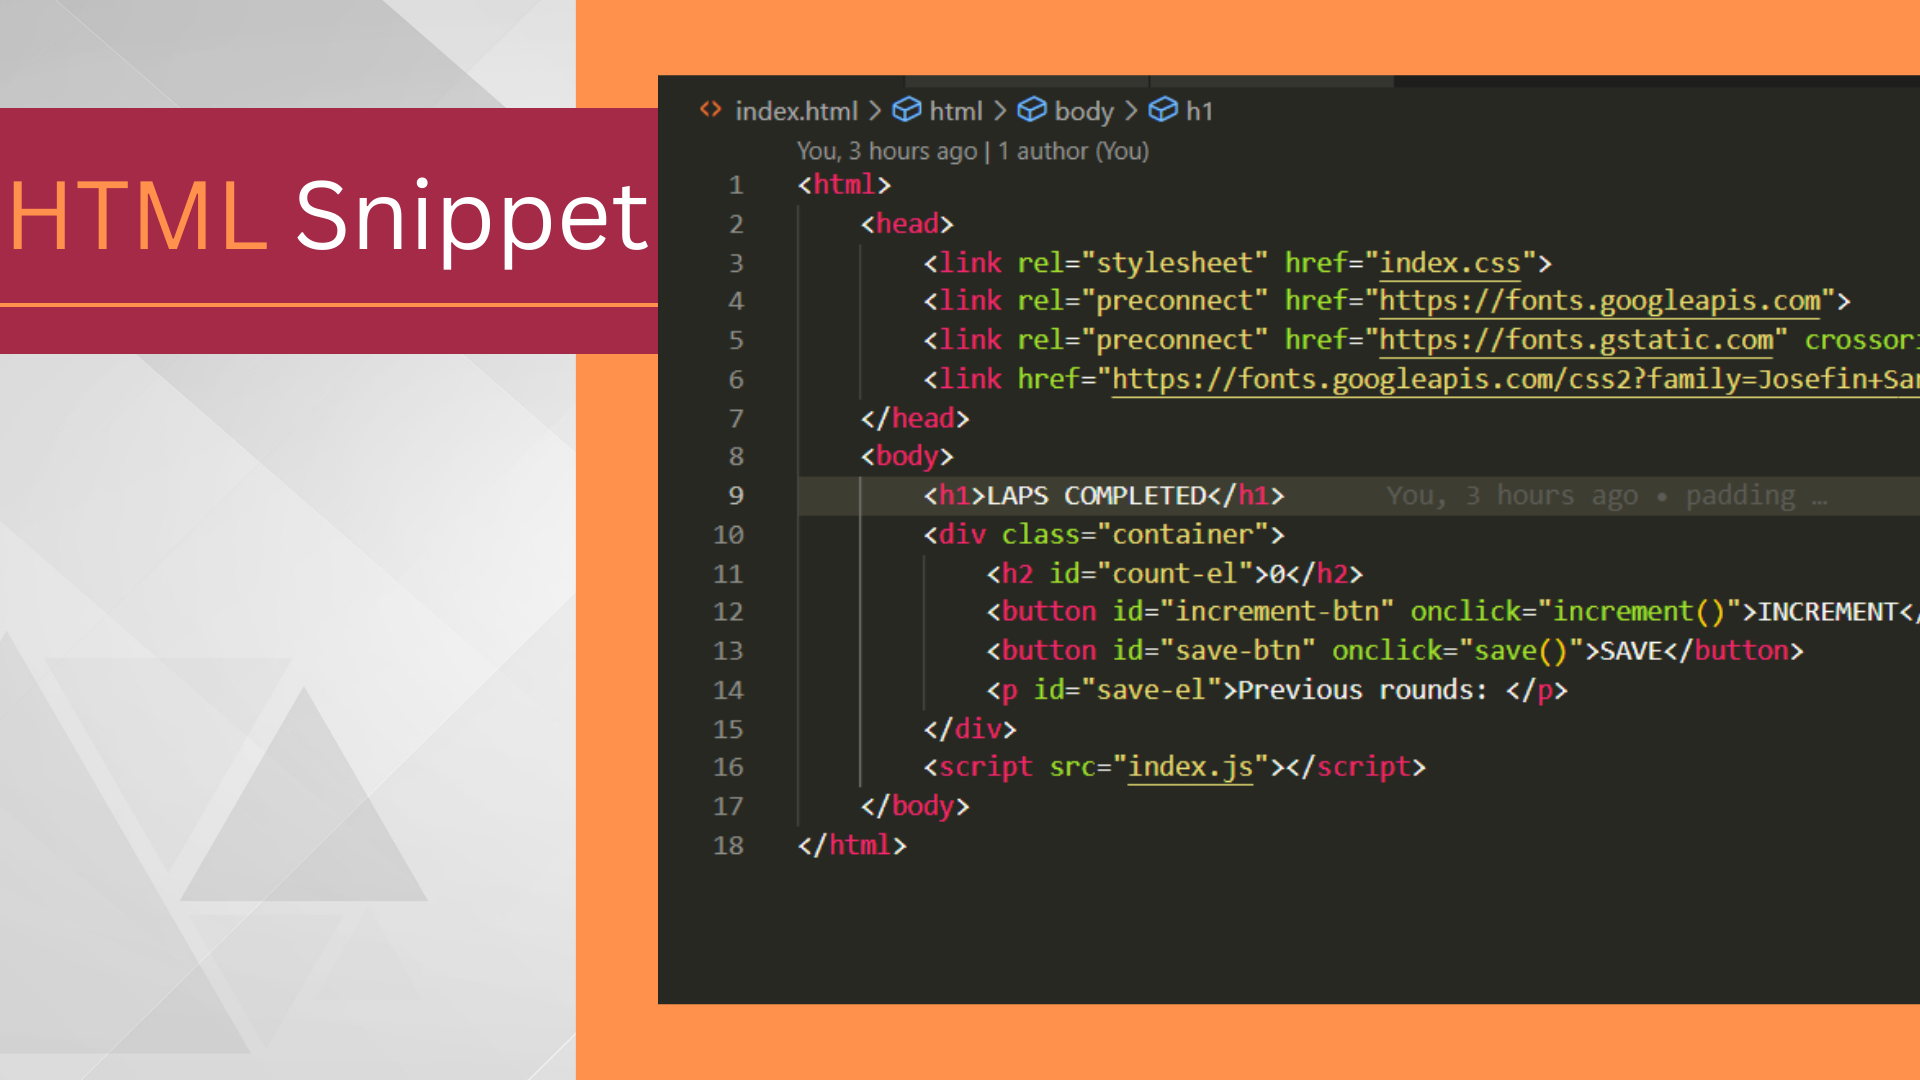 HTML Snippet
index.html > html > body > h1
You, 3 hours ago | 1 author (You)
1 <html>
2 <head>
3 <link rel="stylesheet" href="index.css">
4 <link rel="preconnect" href="https://fonts.googleapis.com">
5 <link rel="preconnect" href="https://fonts.gstatic.com"
6 <link href="https://fonts.googleapis.com/css2?family=Josefin+
7 </head>
8 <body>
9 <h1>LAPS COMPLETED</h1> You, 3 hours ago • padding …
10 <div class="container">
11 <h2 id="count-el">0</h2>
12 <button id="increment-btn" onclick="increment()">INCREMENT</
13 <button id="save-btn" onclick="save()">SAVE</button>
14 <p id="save-el">Previous rounds: </p>
15 </div>
16 <script src="index.js"></script>
17 </body>
18 </html>